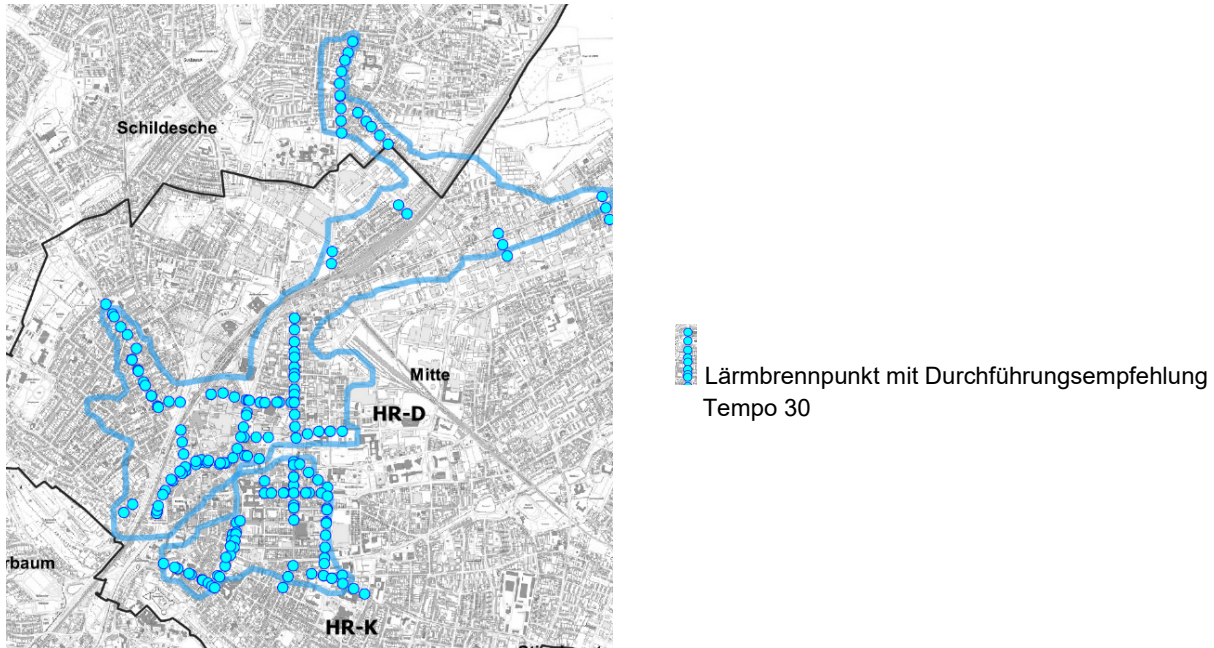 Schildesche
Mitte
HR-D
rbaum
HR-K
Lärmbrennpunkt mit Durchführungsempfehlung
Tempo 30